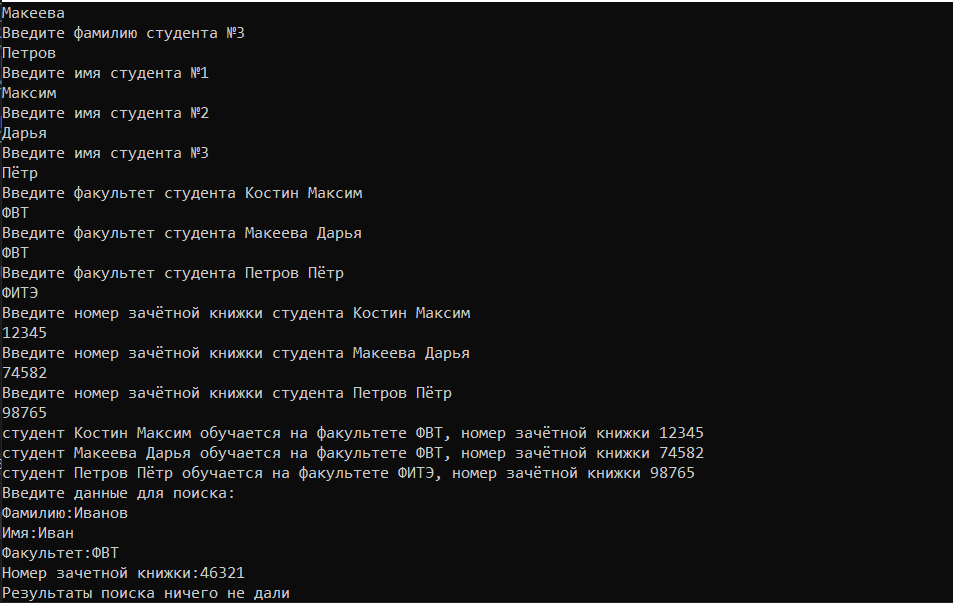 Макеева
Введите фамилию студента №3
Петров
Введите имя студента №1
Максим
Введите имя студента №2
Дарья
Введите имя студента №3
Пётр
Введите факультет студента Костин Максим
ФВТ
Введите факультет студента Макеева Дарья
ФВТ
Введите факультет студента Петров Пётр
ФИТЭ
Введите номер зачётной книжки студента Костин Максим
12345
Введите номер зачётной книжки студента Макеева Дарья
74582
Введите номер зачётной книжки студента Петров Пётр
98765
студент Костин Максим обучается на факультете ФВТ, номер зачётной книжки 12345
студент Макеева Дарья обучается на факультете ФВТ, номер зачётной книжки 74582
студент Петров Пётр обучается на факультете ФИТЭ, номер зачётной книжки 98765
Введите данные для поиска:
Фамилию:Иванов
Имя:Иван
Факультет:ФВТ
Номер зачетной книжки:46321
Результаты поиска ничего не дали